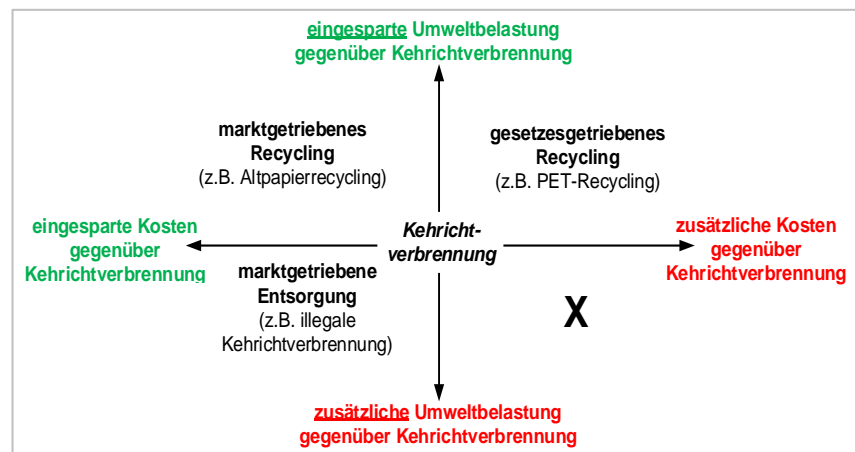 eingesparte Umweltbelastung
gegenüber Kehrichtverbrennung
marktgetriebenes
Recycling
(z.B. Altpapierrecycling)
gesetzesgetriebenes
Recycling
(z.B. PET-Recycling)
eingesparte Kosten
gegenüber
Kehrichtverbrennung
Kehricht-
verbrennung
zusätzliche Kosten
gegenüber
Kehrichtverbrennung
marktgetriebene
Entsorgung
(z.B. illegale
Kehrichtverbrennung)
X
zusätzliche Umweltbelastung
gegenüber Kehrichtverbrennung